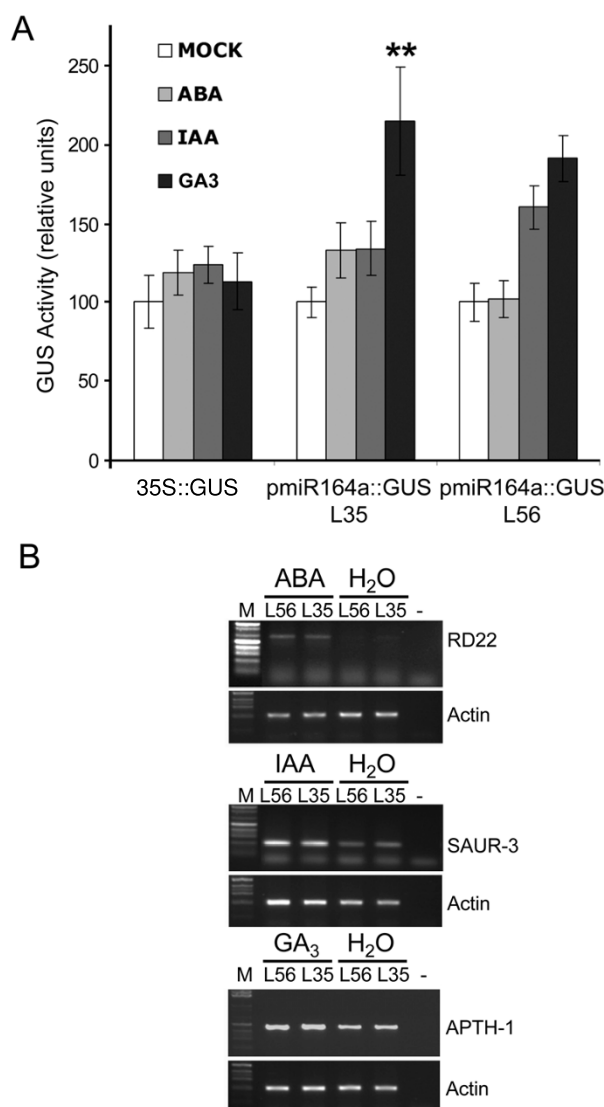 A
GUS Activity (relative units)
250
200
150
100
50
0
MOCK
ABA
IAA
GA3
**
35S::GUS
pmiR164a::GUS
L35
pmiR164a::GUS
L56
B
ABA H₂O
M L56 L35 L56 L35 -
RD22
Actin
IAA H₂O
M L56 L35 L56 L35 -
SAUR-3
Actin
GA₃ H₂O
M L56 L35 L56 L35 -
APTH-1
Actin